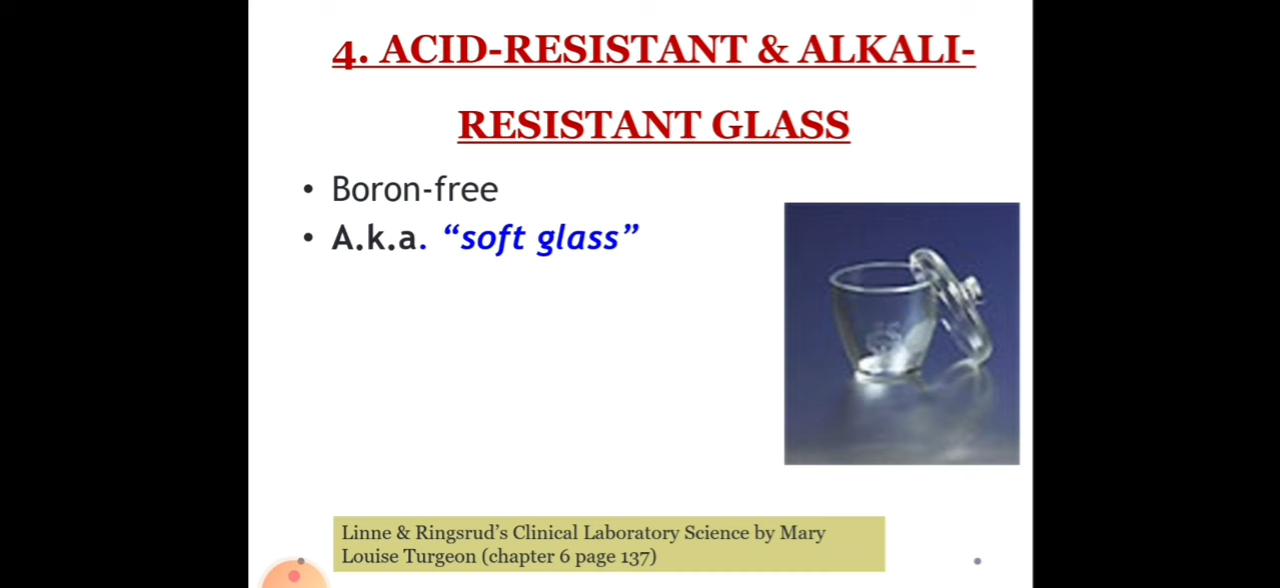 4. ACID-RESISTANT & ALKALI-
RESISTANT GLASS
• Boron-free
• A.k.a. “soft glass”
Linne & Ringsrud’s Clinical Laboratory Science by Mary
Louise Turgeon (chapter 6 page 137)